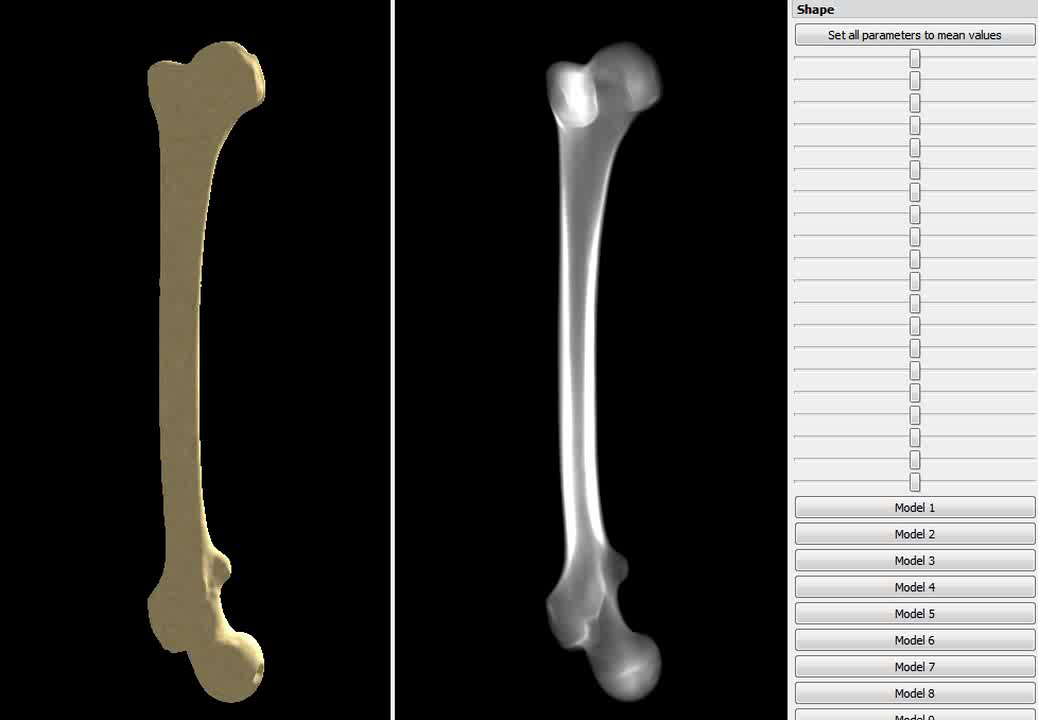 Shape
Set all parameters to mean values
Model 1
Model 2
Model 3
Model 4
Model 5
Model 6
Model 7
Model 8